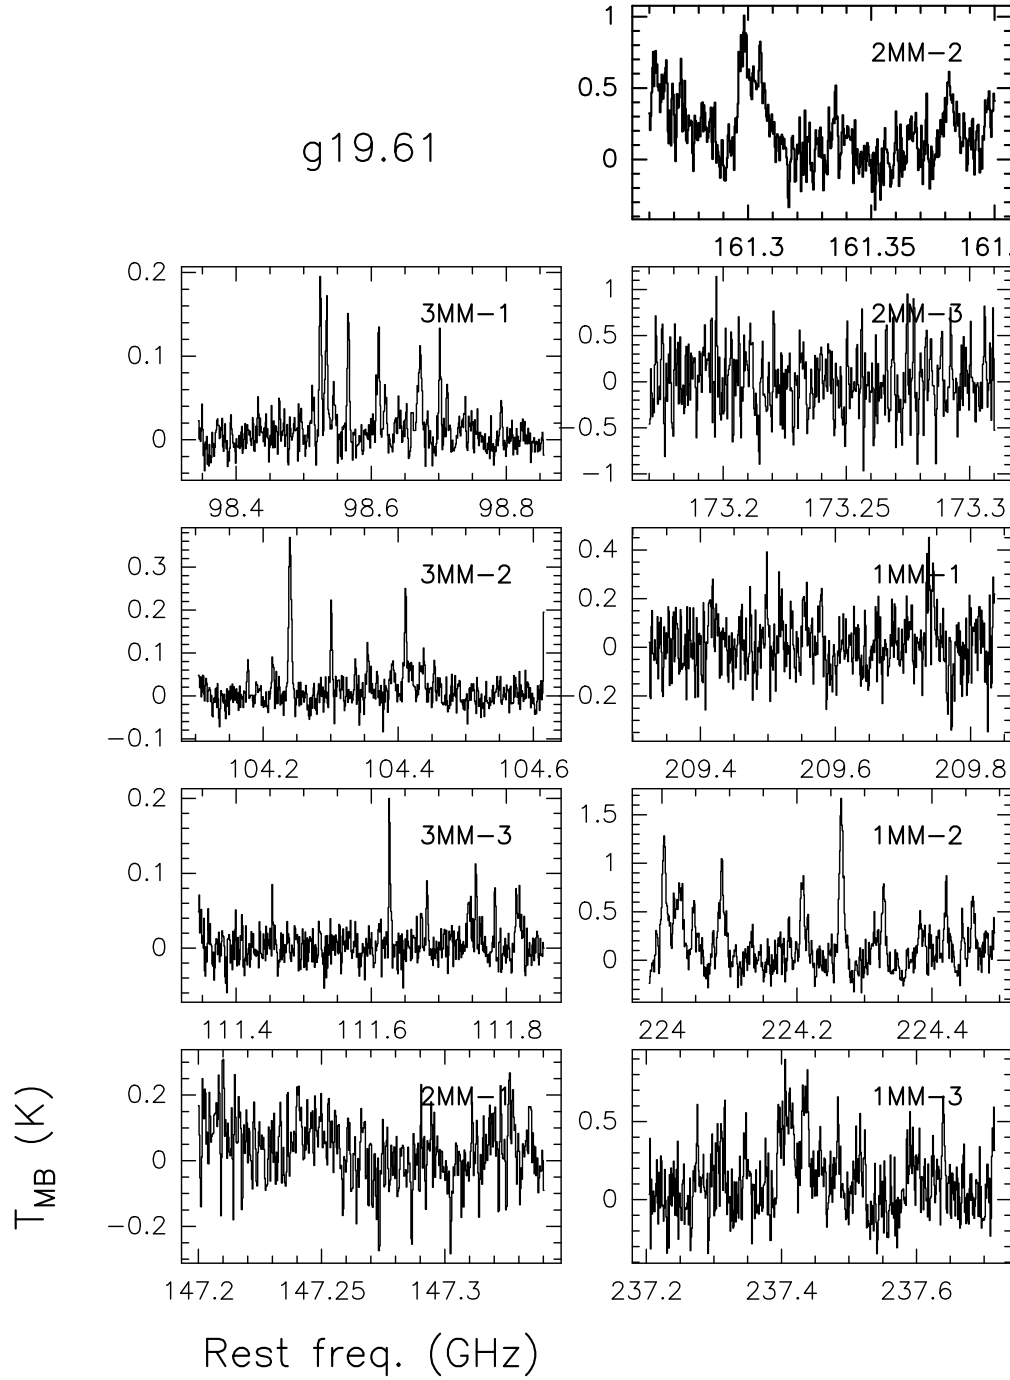 1
2MM-2
0.5
g19.61
0
161.3 161.35 161.
0.2
3MM-1
0.1
0
98.4 98.6 98.8
1
2MM-3
0.5
0
-0.5
-1
173.2 173.25 173.3
0.3
3MM-2
0.2
0.1
0
-0.1
104.2 104.4 104.6
0.4
1MM-1
0.2
0
-0.2
209.4 209.6 209.8
0.2
3MM-3
0.1
0
111.4 111.6 111.8
1.5
1MM-2
1
0.5
0
224 224.2 224.4
0.2
2MM-1
0
-0.2
147.2 147.25 147.3
1MM-3
0.5
0
237.2 237.4 237.6
T_MB (K)
Rest freq. (GHz)